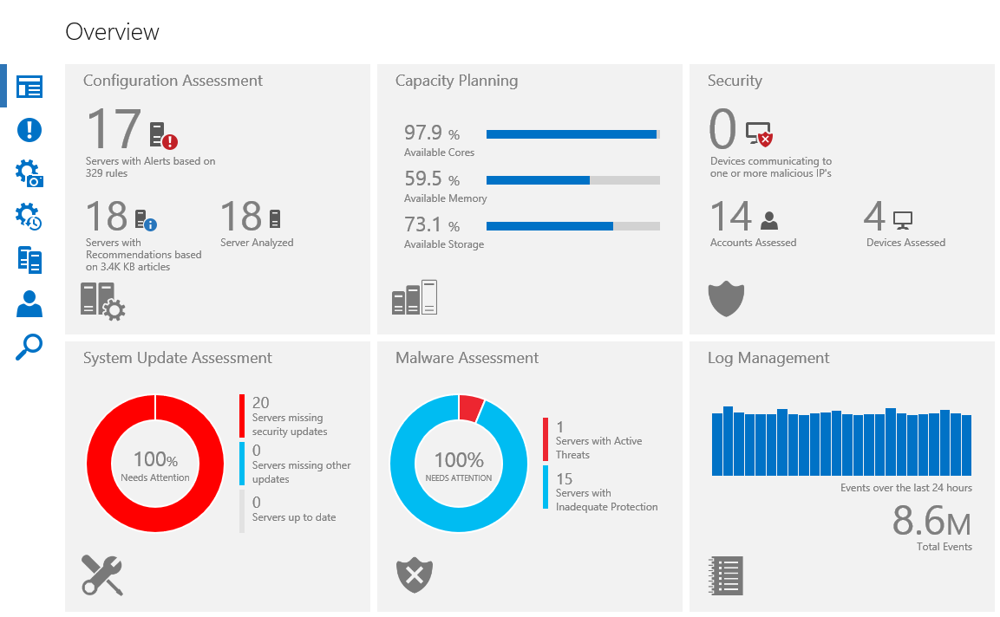 Overview
Configuration Assessment
17
Servers with Alerts based on
329 rules
18
Servers with
Recommendations based
on 3.4K KB articles
18
Server Analyzed
Capacity Planning
97.9 %
Available Cores
59.5 %
Available Memory
73.1 %
Available Storage
Security
0
Devices communicating to
one or more malicious IP's
14
Accounts Assessed
4
Devices Assessed
System Update Assessment
100%
Needs Attention
20
Servers missing
security updates
0
Servers missing other
updates
0
Servers up to date
Malware Assessment
100%
NEEDS ATTENTION
1
Servers with Active
Threats
15
Servers with
Inadequate Protection
Log Management
Events over the last 24 hours
8.6M
Total Events